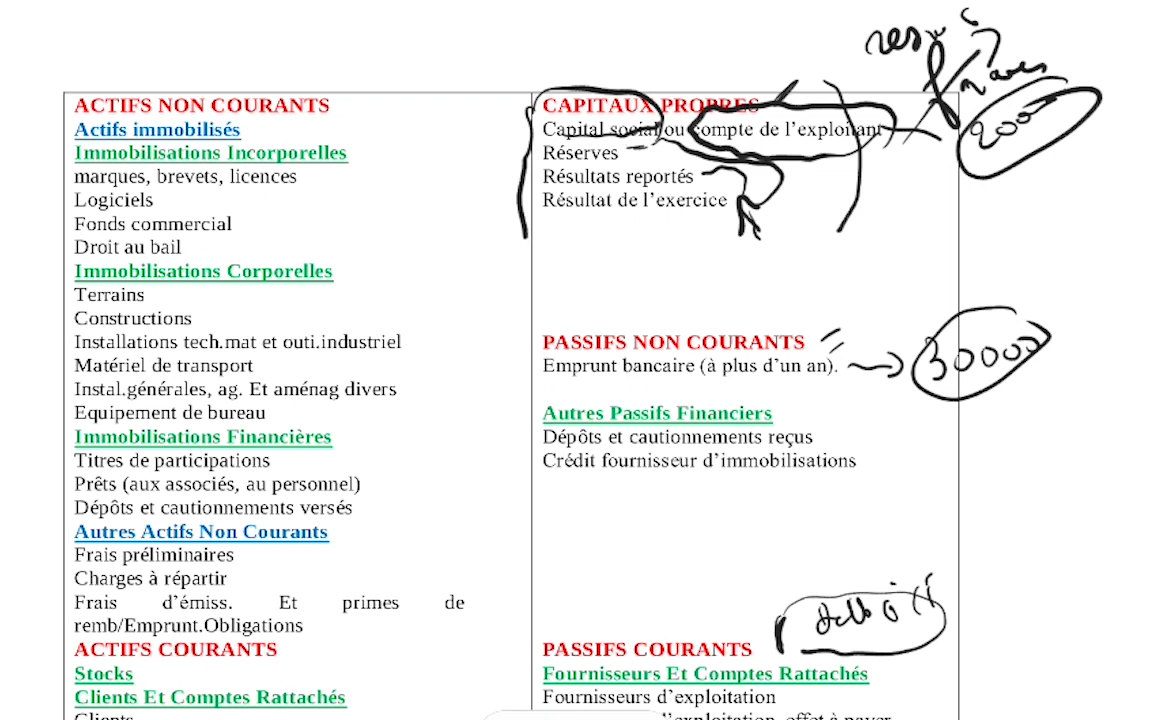 ACTIFS NON COURANTS
Actifs immobilisés
Immobilisations Incorporelles
marques, brevets, licences
Logiciels
Fonds commercial
Droit au bail
Immobilisations Corporelles
Terrains
Constructions
Installations tech.mat et outi.industriel
Matériel de transport
Instal.générales, ag. Et aménag divers
Equipement de bureau
Immobilisations Financières
Titres de participations
Prêts (aux associés, au personnel)
Dépôts et cautionnements versés
Autres Actifs Non Courants
Frais préliminaires
Charges à répartir
Frais d'émiss. Et primes de
remb/Emprunt.Obligations
ACTIFS COURANTS
Stocks
Clients Et Comptes Rattachés
Clients
CAPITAUX PROPRES
Capital social ou compte de l'exploitant
Réserves
Résultats reportés
Résultat de l'exercice
2000
PASSIFS NON COURANTS
Emprunt bancaire (à plus d'un an).
30000
Autres Passifs Financiers
Dépôts et cautionnements reçus
Crédit fournisseur d'immobilisations
PASSIFS COURANTS
Fournisseurs Et Comptes Rattachés
Fournisseurs d'exploitation
effet à payer